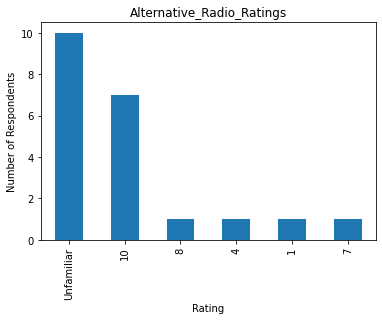 Alternative_Radio_Ratings
Number of Respondents
10
8
6
4
2
0
Unfamiliar
10
8
4
1
7
Rating